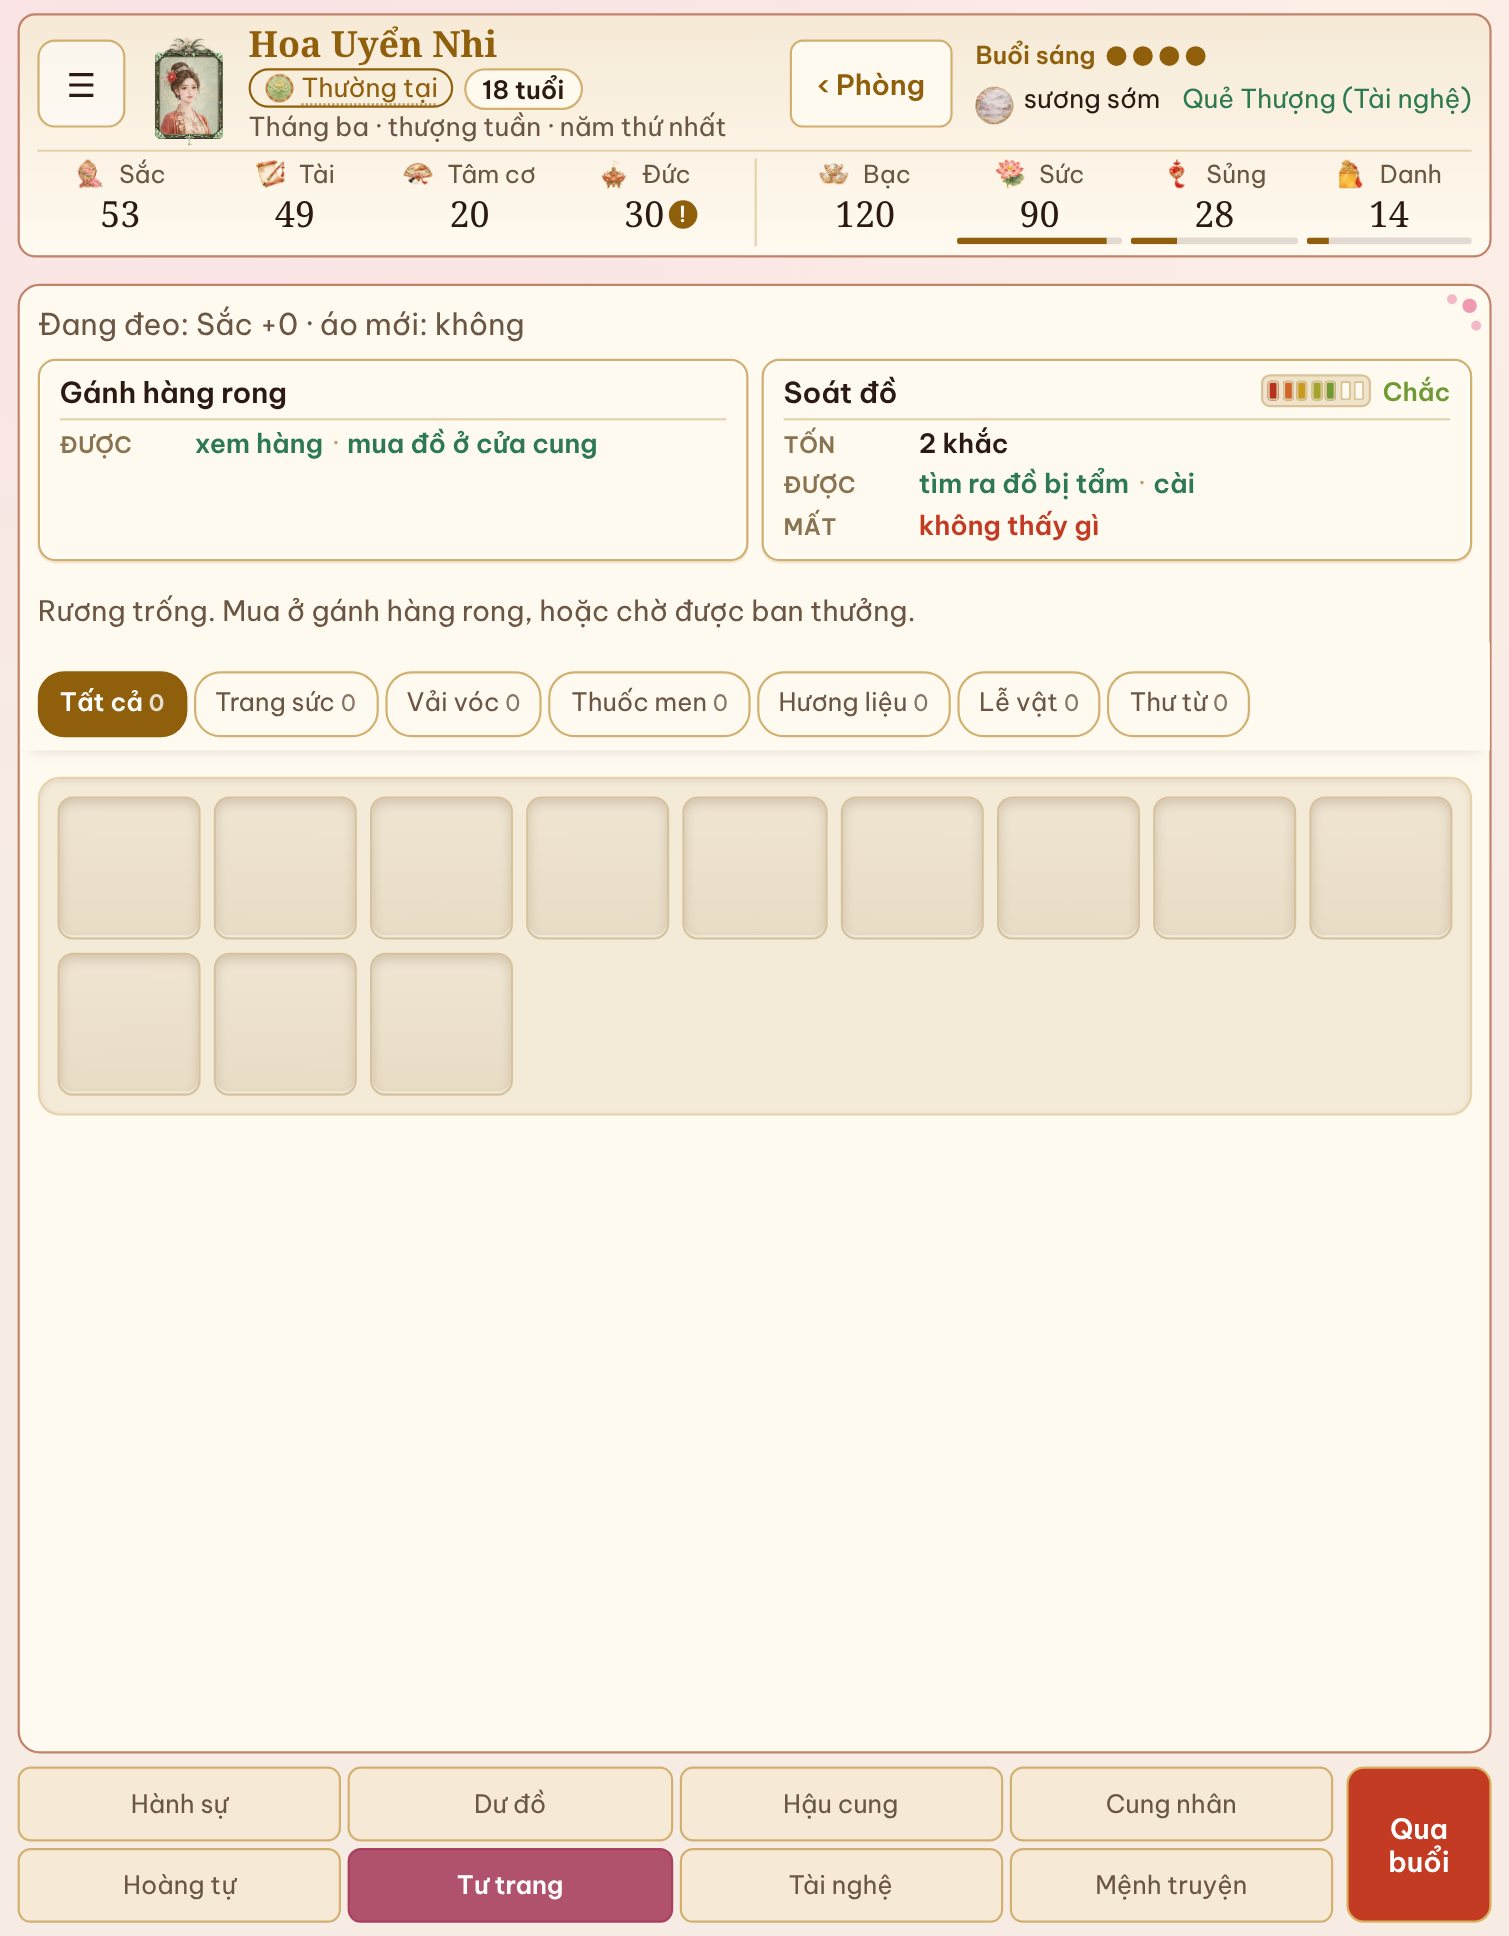 ☰
Hoa Uyển Nhi
Thường tại
18 tuổi
Tháng ba · thượng tuần · năm thứ nhất
‹ Phòng
Buổi sáng
sương sớm
Quẻ Thượng (Tài nghệ)
Sắc
53
Tài
49
Tâm cơ
20
Đức
30 !
Bạc
120
Sức
90
Sủng
28
Danh
14
Đang đeo: Sắc +0 · áo mới: không
Gánh hàng rong
ĐƯỢC xem hàng · mua đồ ở cửa cung
Soát đồ
Chắc
TỐN 2 khắc
ĐƯỢC tìm ra đồ bị tẩm · cài
MẤT không thấy gì
Rương trống. Mua ở gánh hàng rong, hoặc chờ được ban thưởng.
Tất cả 0
Trang sức 0
Vải vóc 0
Thuốc men 0
Hương liệu 0
Lễ vật 0
Thư từ 0
Hành sự
Dư đồ
Hậu cung
Cung nhân
Hoàng tự
Tư trang
Tài nghệ
Mệnh truyện
Qua
buổi